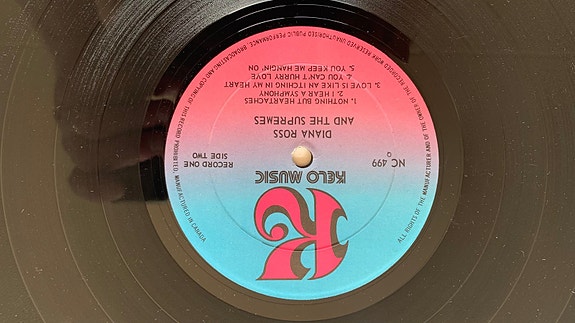 K
KELO MUSIC
NC 499
Q
RECORD ONE
SIDE TWO
DIANA ROSS
AND THE SUPREMES
1. NOTHING BUT HEARTACHES
2. I HEAR A SYMPHONY
3. LOVE IS LIKE AN ITCHING IN MY HEART
4. YOU CAN'T HURRY LOVE
5. YOU KEEP ME HANGIN' ON
ALL RIGHTS OF THE MANUFACTURER AND OF THE OWNER OF THE RECORDED WORK RESERVED UNAUTHORISED PUBLIC PERFORMANCE, BROADCASTING AND COPYING OF THIS RECORD PROHIBITED, MANUFACTURED IN CANADA.